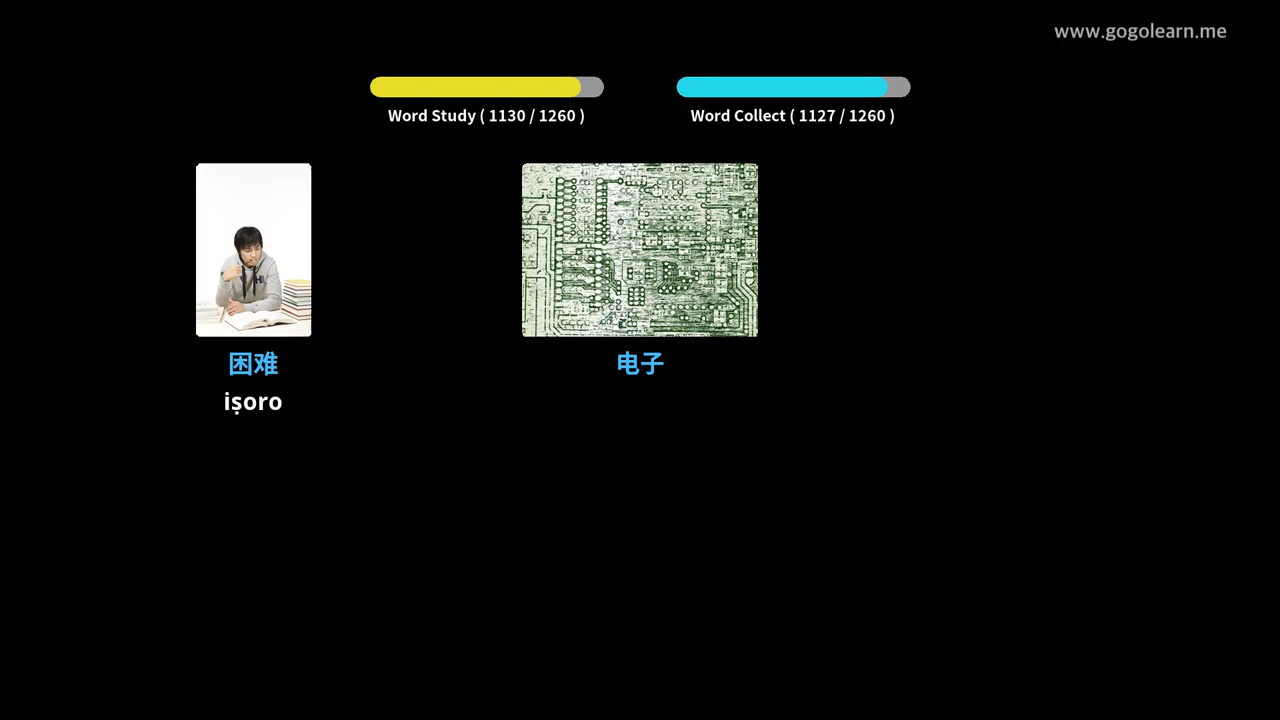 www.gogolearn.me
Word Study ( 1130 / 1260 )
Word Collect ( 1127 / 1260 )
困难
iṣoro
电子